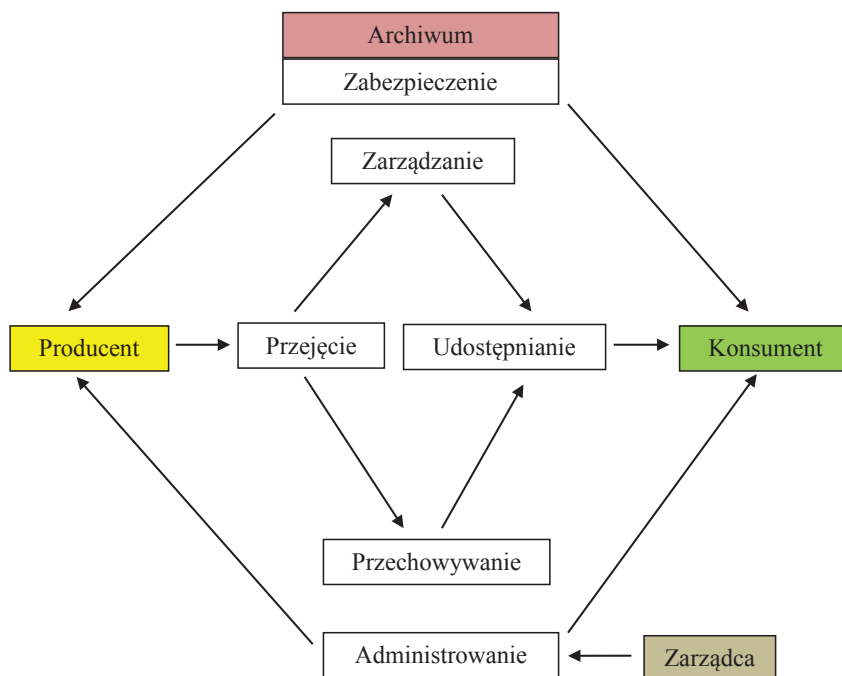 Archiwum
Zabezpieczenie
Zarządzanie
Producent
Przejęcie
Udostępnianie
Konsument
Przechowywanie
Administrowanie
Zarządca